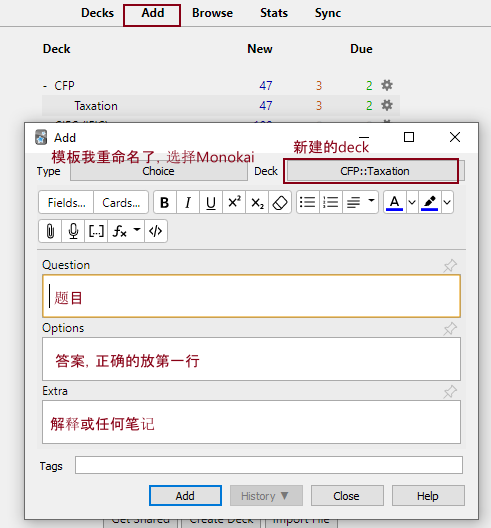 Decks Add Browse Stats Sync
Deck New Due
- CFP 47 3 2
Taxation 47 3 2
Add
模板我重命名了, 选择Monokai
新建的deck
Type Choice Deck CFP::Taxation
Fields... Cards... B I U x² x₂ A
[...] fx </>
Question
题目
Options
答案, 正确的放第一行
Extra
解释或任何笔记
Tags
Add History ▼ Close Help
Get Shared Create Deck Import File